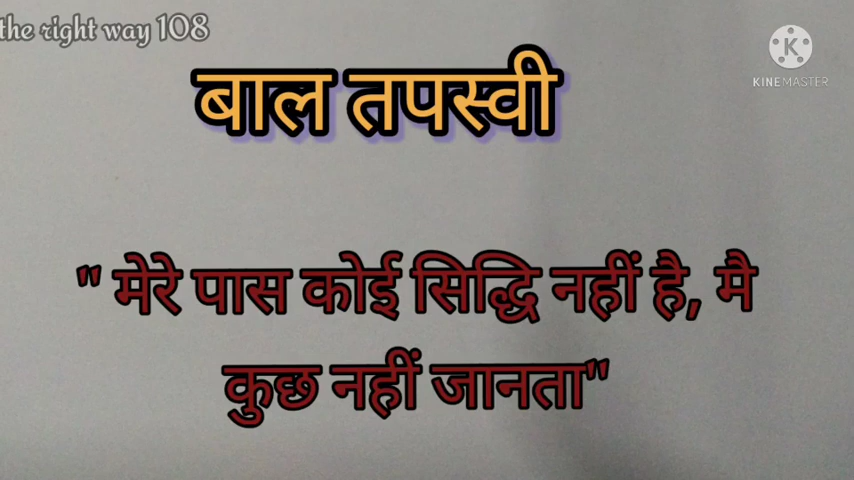 the right way 108
KINEMASTER
बाल तपस्वी
" मेरे पास कोई सिद्धि नहीं है, मै
कुछ नहीं जानता"